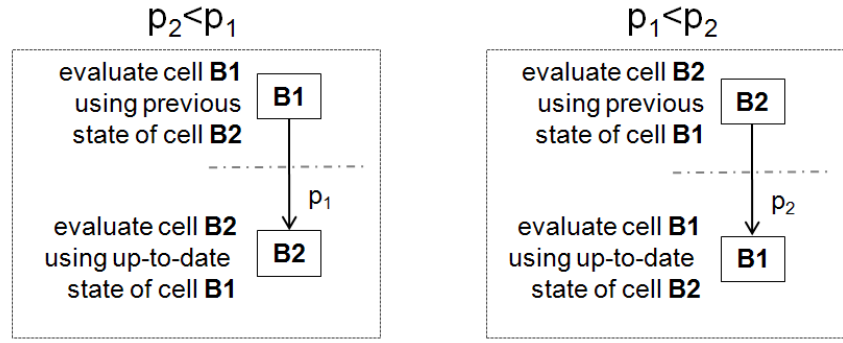 p₂<p₁
evaluate cell B1
using previous
state of cell B2
B1
p₁
evaluate cell B2
using up-to-date
state of cell B1
B2
p₁<p₂
evaluate cell B2
using previous
state of cell B1
B2
p₂
evaluate cell B1
using up-to-date
state of cell B2
B1